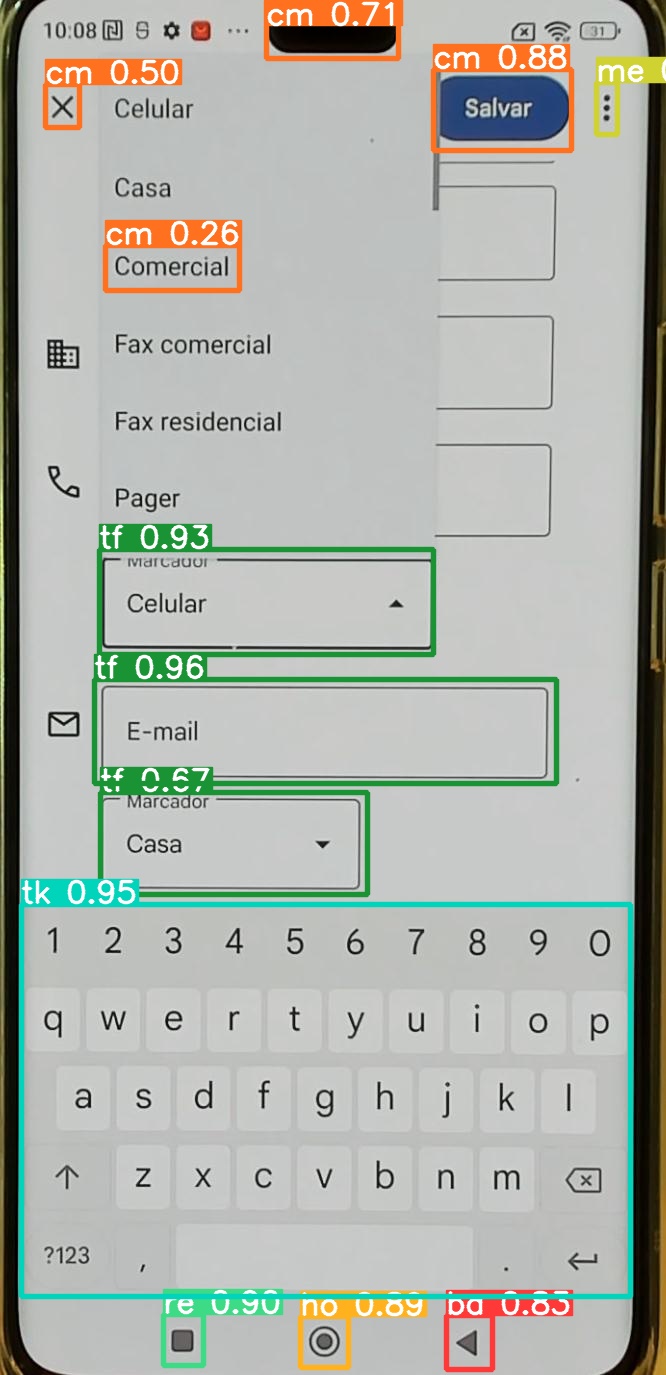 cm 0.71
10:08
31
cm 0.50
cm 0.88
me
Celular
Salvar
Casa
cm 0.26
Comercial
Fax comercial
Fax residencial
Pager
tf 0.93
Marcador
Celular
tf 0.96
E-mail
tf 0.67
Marcador
Casa
tk 0.95
1 2 3 4 5 6 7 8 9 0
q w e r t y u i o p
a s d f g h j k l
z x c v b n m
?123 , .
re 0.90 ho 0.89 ba 0.83